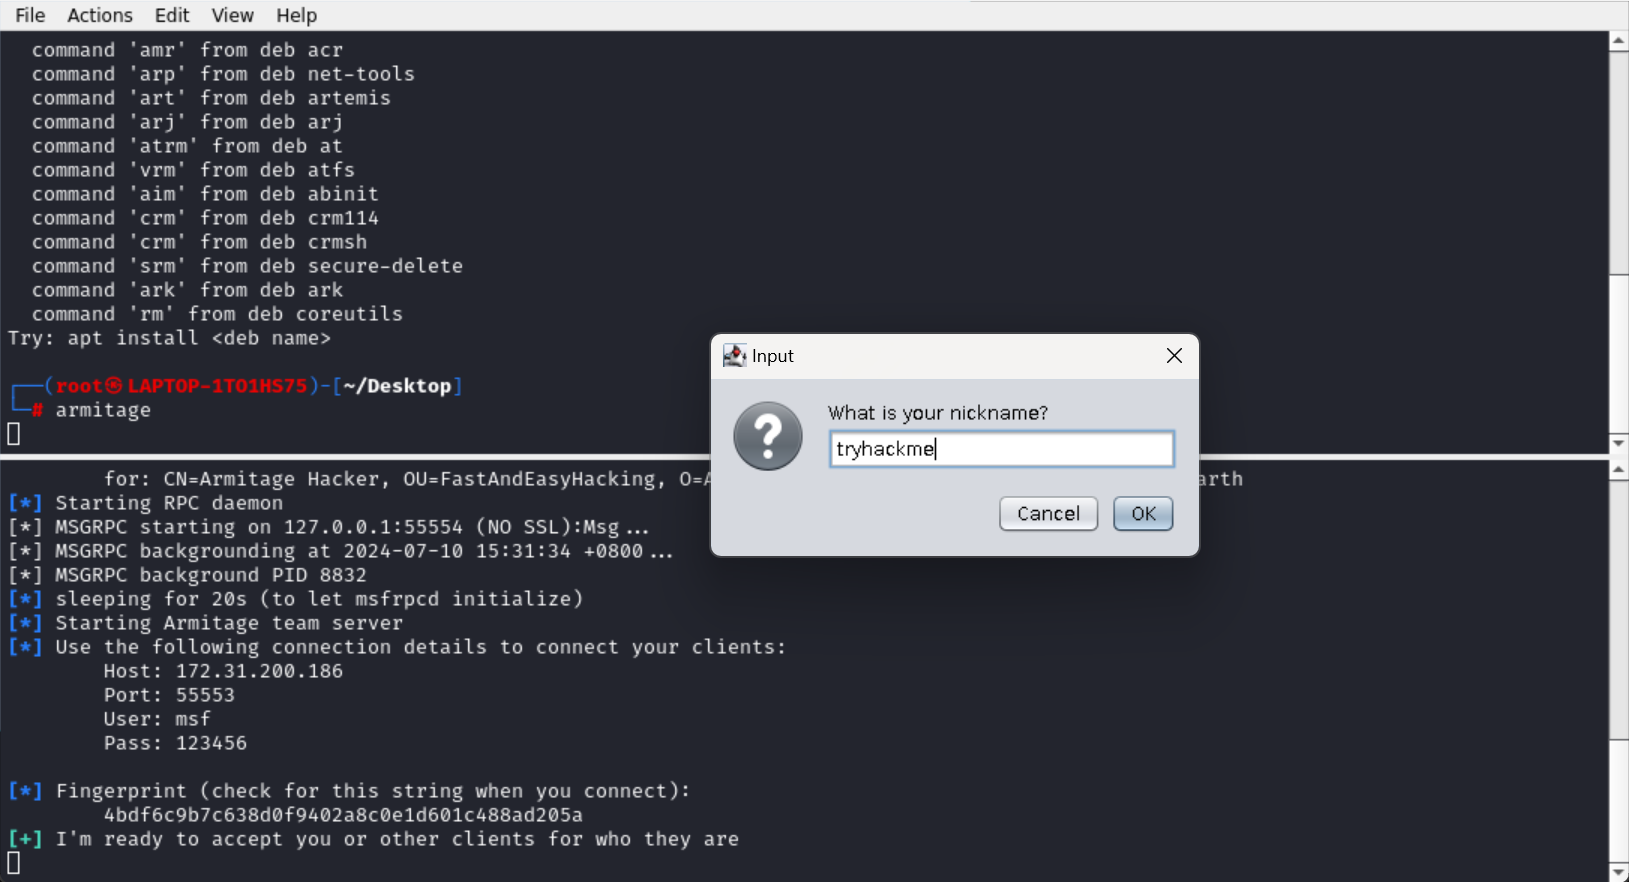 File Actions Edit View Help
command 'amr' from deb acr
command 'arp' from deb net-tools
command 'art' from deb artemis
command 'arj' from deb arj
command 'atrm' from deb at
command 'vrm' from deb atfs
command 'aim' from deb abinit
command 'crm' from deb crm114
command 'crm' from deb crmsh
command 'srm' from deb secure-delete
command 'ark' from deb ark
command 'rm' from deb coreutils
Try: apt install <deb name>
(root㉿LAPTOP-1TO1HS75)-[~/Desktop]
# armitage
Input
What is your nickname?
tryhackme
Cancel OK
for: CN=Armitage Hacker, OU=FastAndEasyHacking, O=A arth
[*] Starting RPC daemon
[*] MSGRPC starting on 127.0.0.1:55554 (NO SSL):Msg...
[*] MSGRPC backgrounding at 2024-07-10 15:31:34 +0800...
[*] MSGRPC background PID 8832
[*] sleeping for 20s (to let msfrpcd initialize)
[*] Starting Armitage team server
[*] Use the following connection details to connect your clients:
Host: 172.31.200.186
Port: 55553
User: msf
Pass: 123456
[*] Fingerprint (check for this string when you connect):
4bdf6c9b7c638d0f9402a8c0e1d601c488ad205a
[+] I'm ready to accept you or other clients for who they are